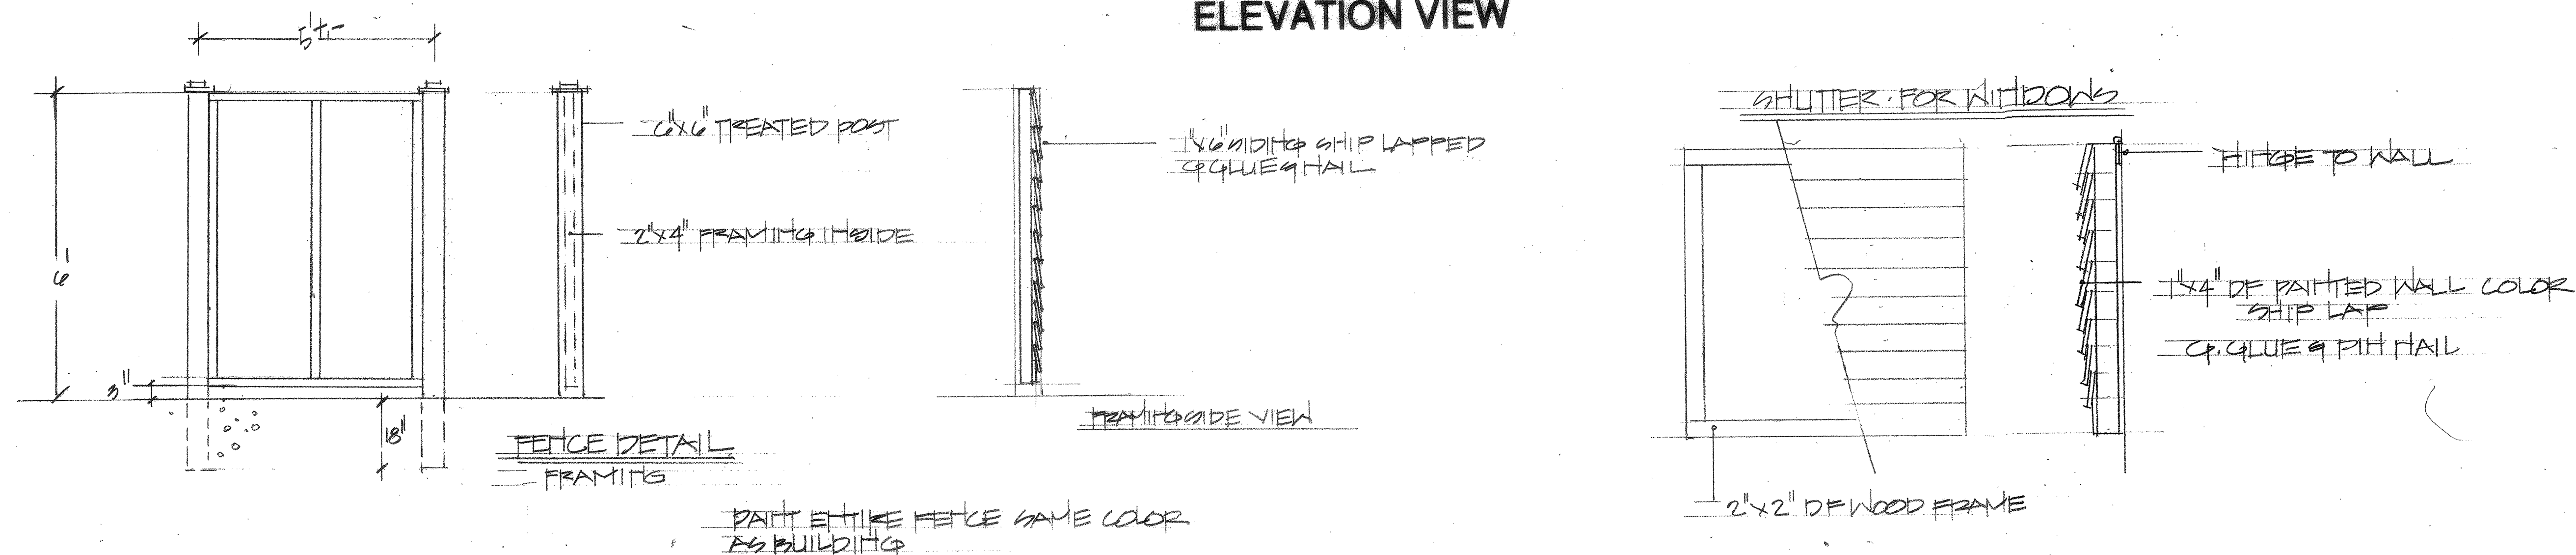 ELEVATION VIEW
5'±
6'
3"
18"
6"X6" TREATED POST
2"X4" FRAMING INSIDE
FENCE DETAIL
FRAMING
PAINT ENTIRE FENCE SAME COLOR
AS BUILDING
1"X6" SIDING SHIP LAPPED
G GLUE & NAIL
FRAMING SIDE VIEW
SHUTTER FOR WINDOWS
HINGE TO WALL
1"X4" DF PAINTED WALL COLOR
SHIP LAP
G. GLUE & PIN NAIL
2"X2" DF WOOD FRAME